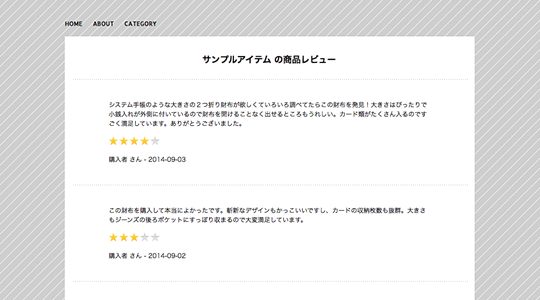 HOME ABOUT CATEGORY
サンプルアイテム の商品レビュー
システム手帳のような大きさの２つ折り財布が欲しくていろいろ調べてたらこの財布を発見！大きさはぴったりで
小銭入れが外側に付いているので財布を開けることなく出せるところもうれしい。カード類がたくさん入るのです
ごく満足しています。ありがとうございました。
購入者 さん - 2014-09-03
この財布を購入して本当によかったです。斬新なデザインもかっこいいですし、カードの収納枚数も抜群。大きさ
もジーンズの後ろポケットにすっぽり収まるので大変満足しています。
購入者 さん - 2014-09-02